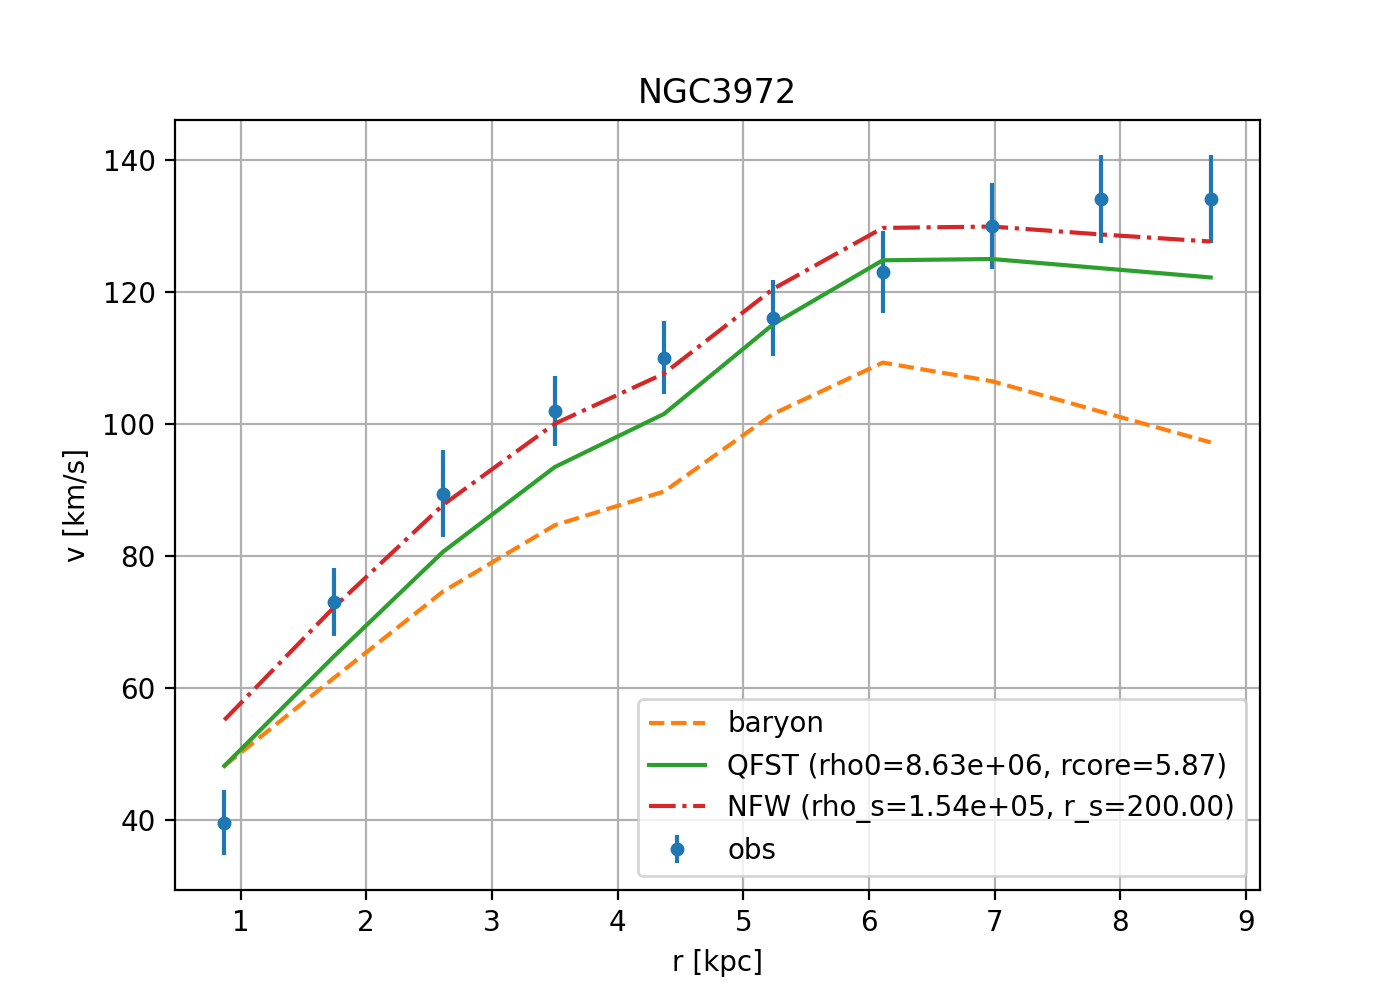 NGC3972
140
120
100
80
60
40
v [km/s]
baryon
QFST (rho0=8.63e+06, rcore=5.87)
NFW (rho_s=1.54e+05, r_s=200.00)
obs
1 2 3 4 5 6 7 8 9
r [kpc]